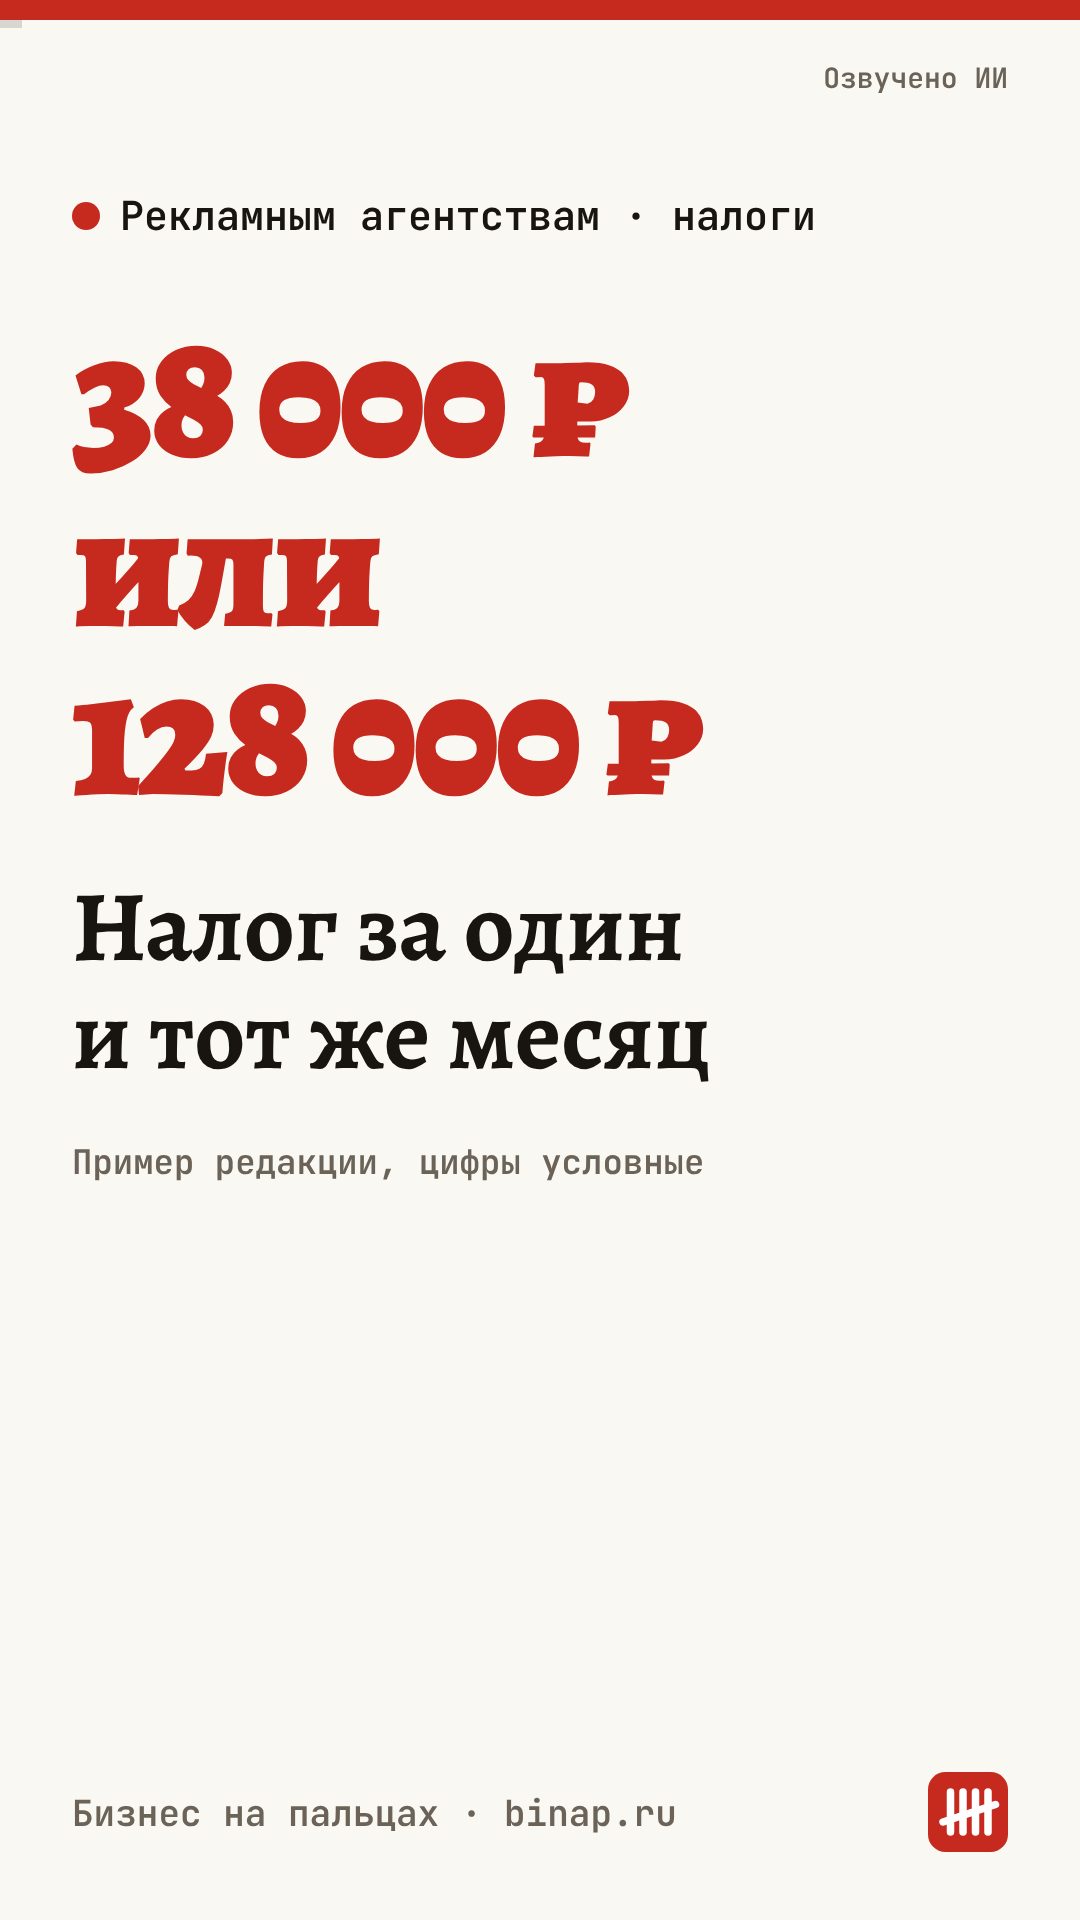 Озвучено ИИ
Рекламным агентствам · налоги
38 000 ₽
или
128 000 ₽
Налог за один
и тот же месяц
Пример редакции, цифры условные
Бизнес на пальцах · binap.ru